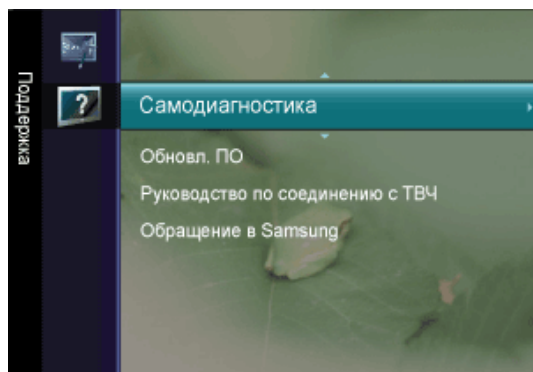 Поддержка
Самодиагностика
Обновл. ПО
Руководство по соединению с ТВЧ
Обращение в Samsung